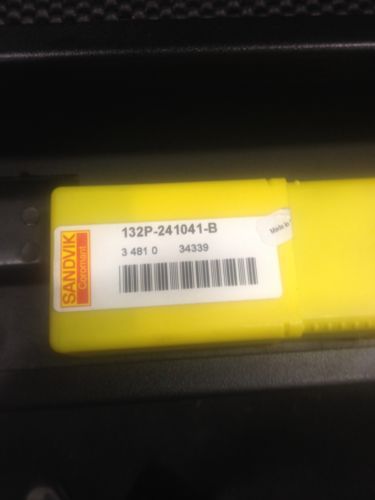 SANDVIK
Coromant
132P-241041-B
3 481 0 34339
Made in